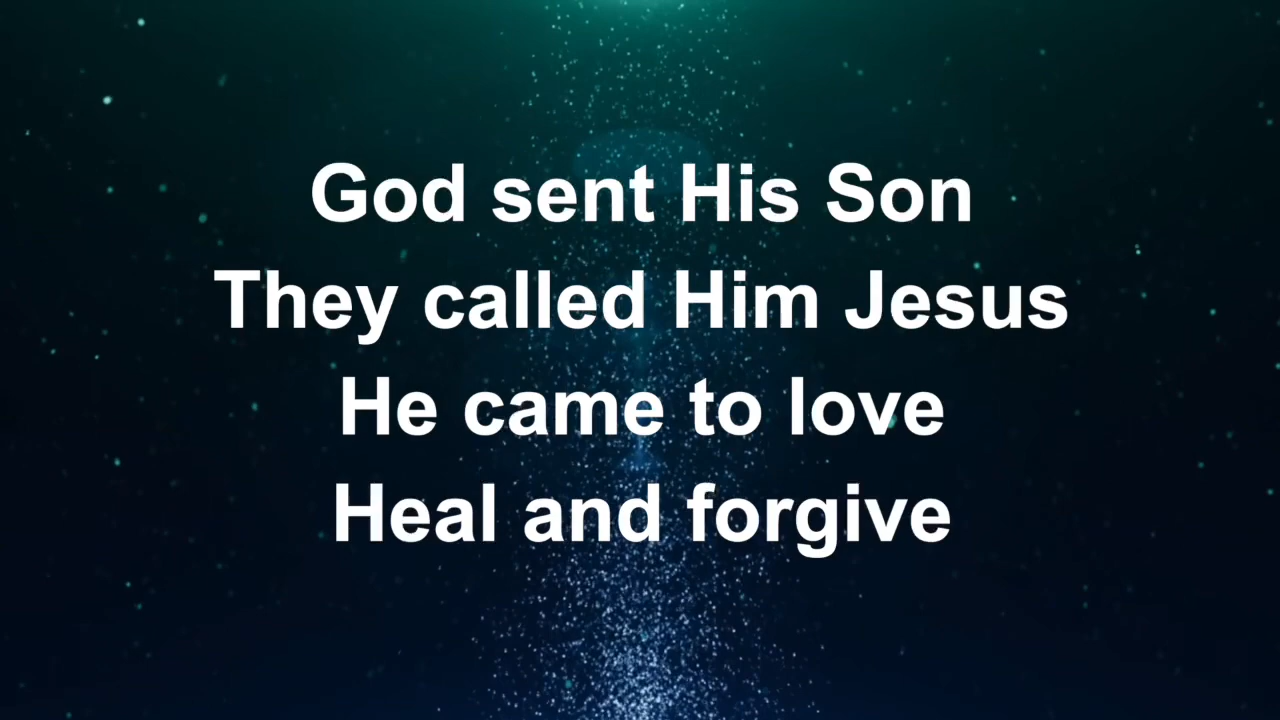 God sent His Son
They called Him Jesus
He came to love
Heal and forgive